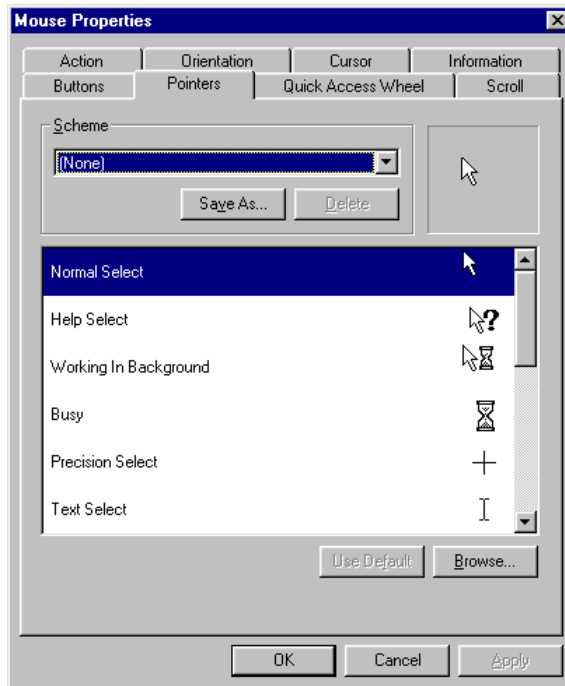 Mouse Properties
Action Orientation Cursor Information
Buttons Pointers Quick Access Wheel Scroll
Scheme
(None)
Save As... Delete
Normal Select
Help Select
Working In Background
Busy
Precision Select
Text Select
Use Default Browse...
OK Cancel Apply